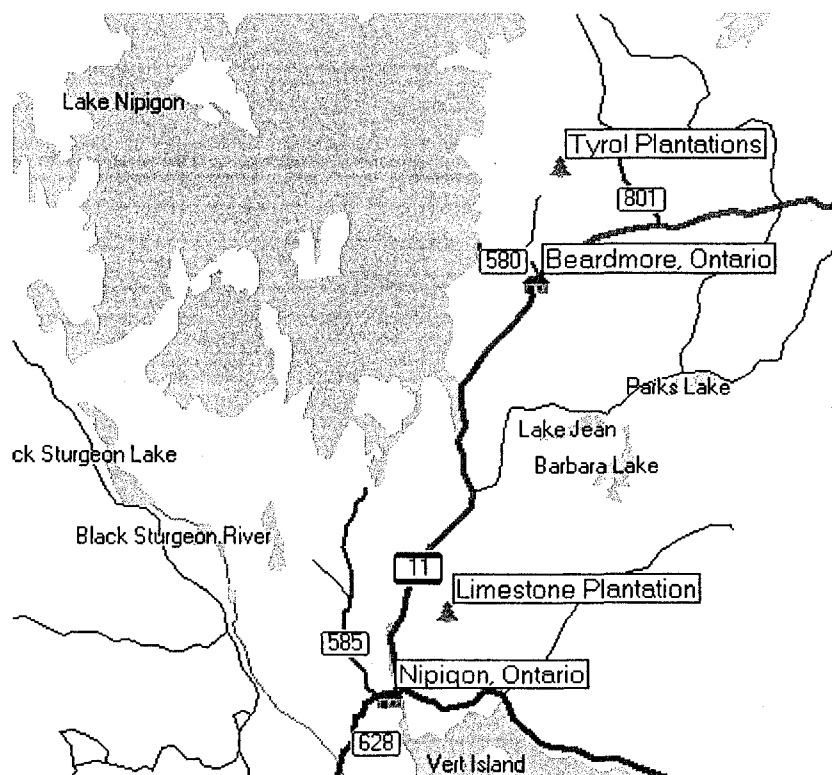 Lake Nipigon
Tyrol Plantations
801
580
Beardmore, Ontario
Parks Lake
Lake Jean
ck Sturgeon Lake
Barbara Lake
Black Sturgeon River
11
Limestone Plantation
585
Nipigon, Ontario
628
Vert Island